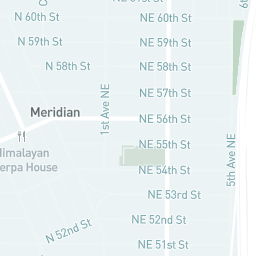 NE 60th St
N 60th St
N 59th St
NE 59th St
N 58th St
NE 58th St
1st Ave NE
NE 57th St
Meridian
NE 56th St
Himalayan
erpa House
NE 55th St
NE 54th St
5th Ave NE
NE 53rd St
N 52nd St
NE 52nd St
NE 51st St